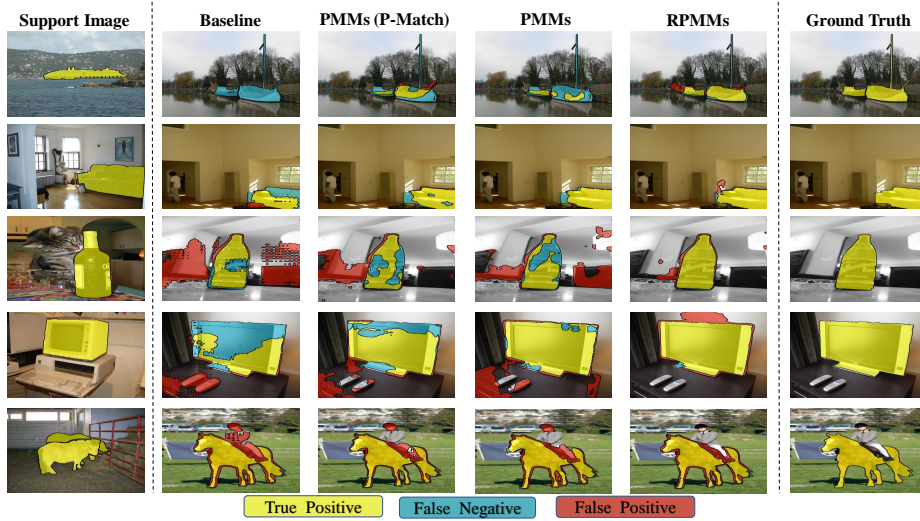 Support Image Baseline PMMs (P-Match) PMMs RPMMs Ground Truth
True Positive False Negative False Positive